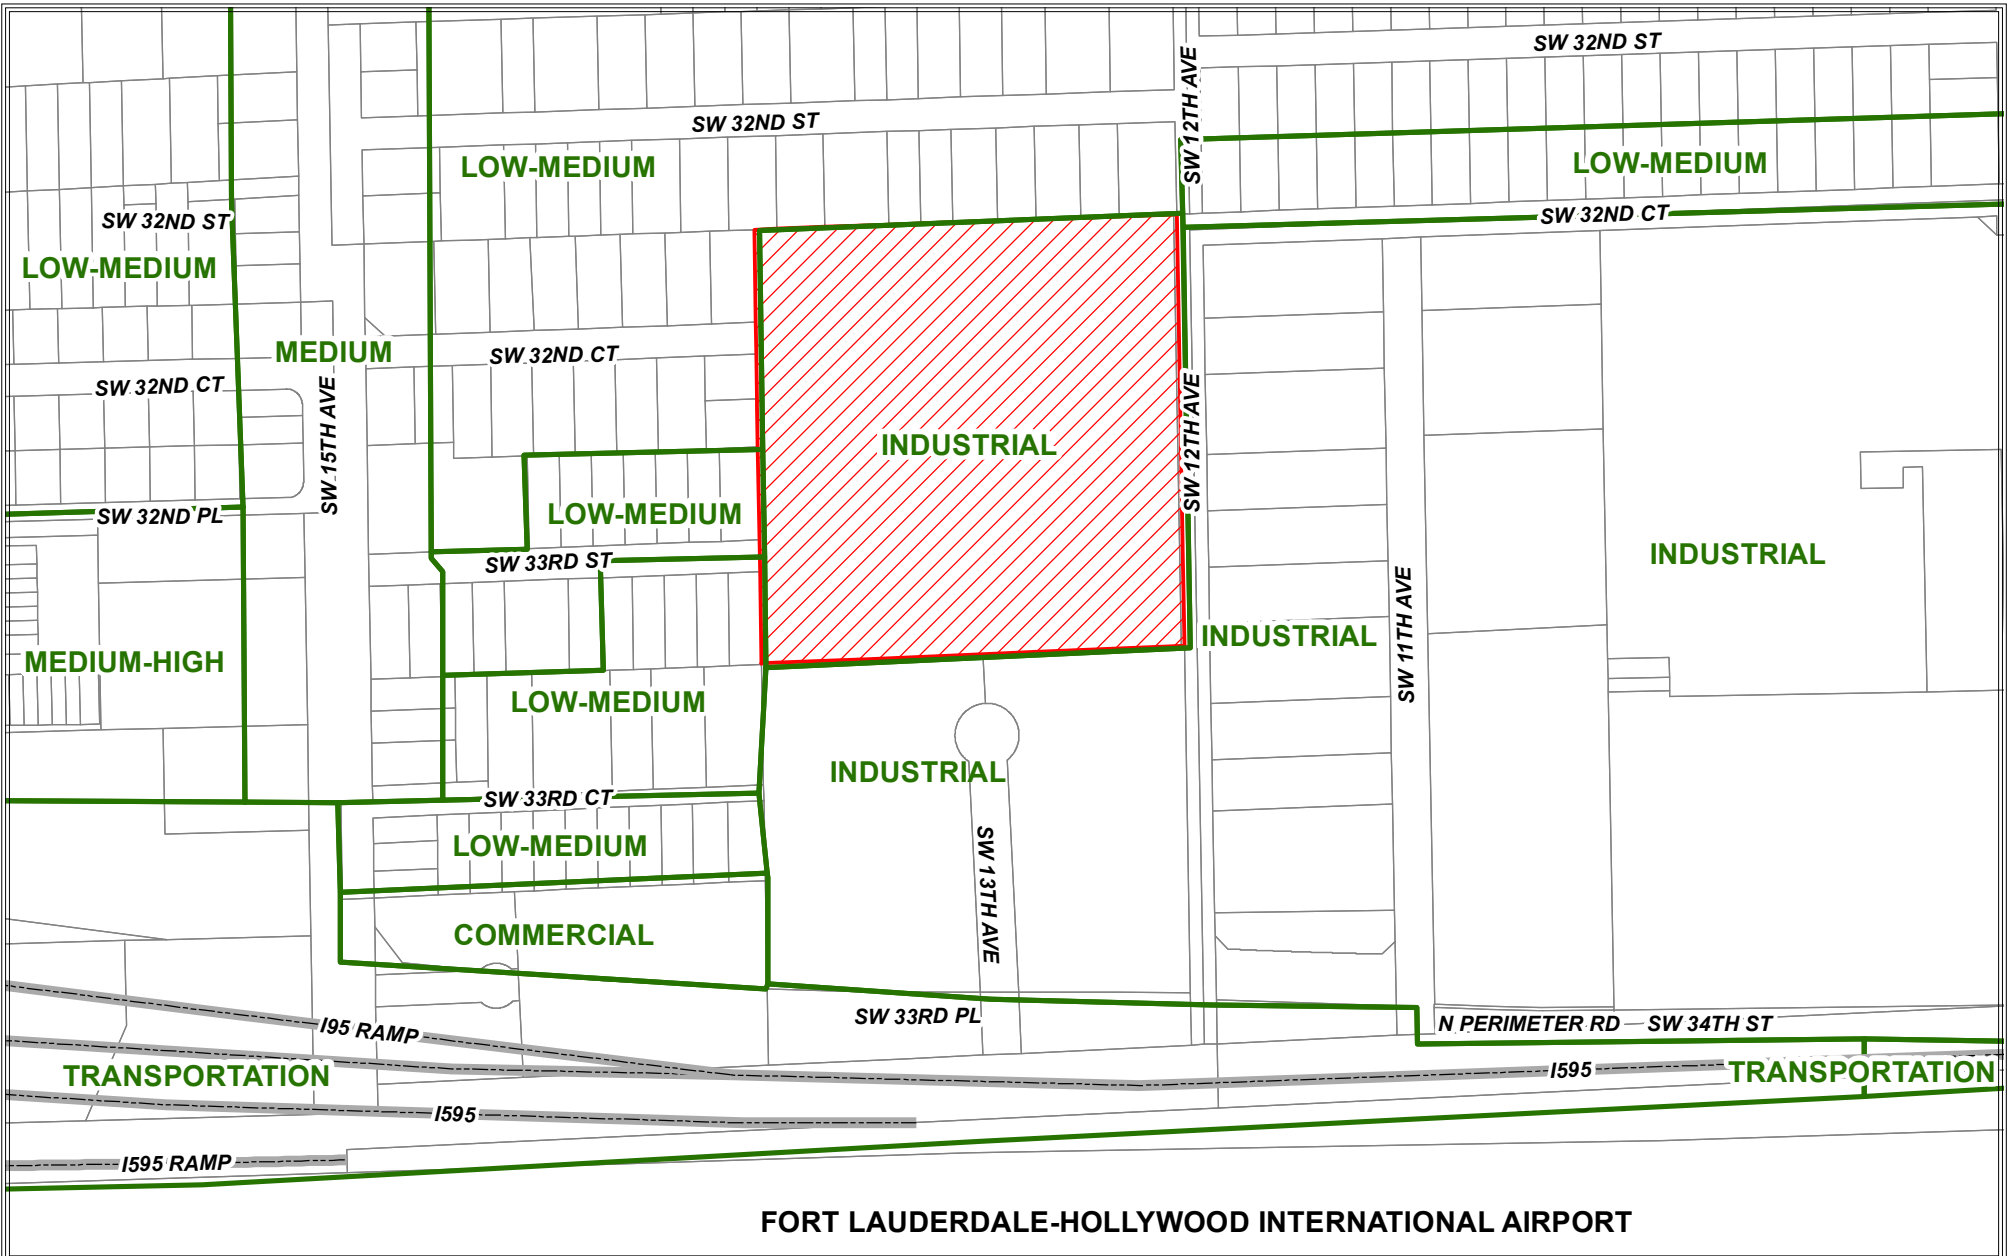 SW 32ND ST
SW 12TH AVE
SW 32ND ST
LOW-MEDIUM
LOW-MEDIUM
SW 32ND ST
SW 32ND CT
LOW-MEDIUM
MEDIUM
SW 32ND CT
SW 32ND CT
SW 15TH AVE
SW 12TH AVE
INDUSTRIAL
LOW-MEDIUM
SW 32ND PL
INDUSTRIAL
SW 33RD ST
SW 11TH AVE
INDUSTRIAL
MEDIUM-HIGH
LOW-MEDIUM
INDUSTRIAL
SW 33RD CT
LOW-MEDIUM
SW 13TH AVE
COMMERCIAL
SW 33RD PL
N PERIMETER RD
SW 34TH ST
I95 RAMP
TRANSPORTATION
I595
TRANSPORTATION
I595
I595 RAMP
FORT LAUDERDALE-HOLLYWOOD INTERNATIONAL AIRPORT